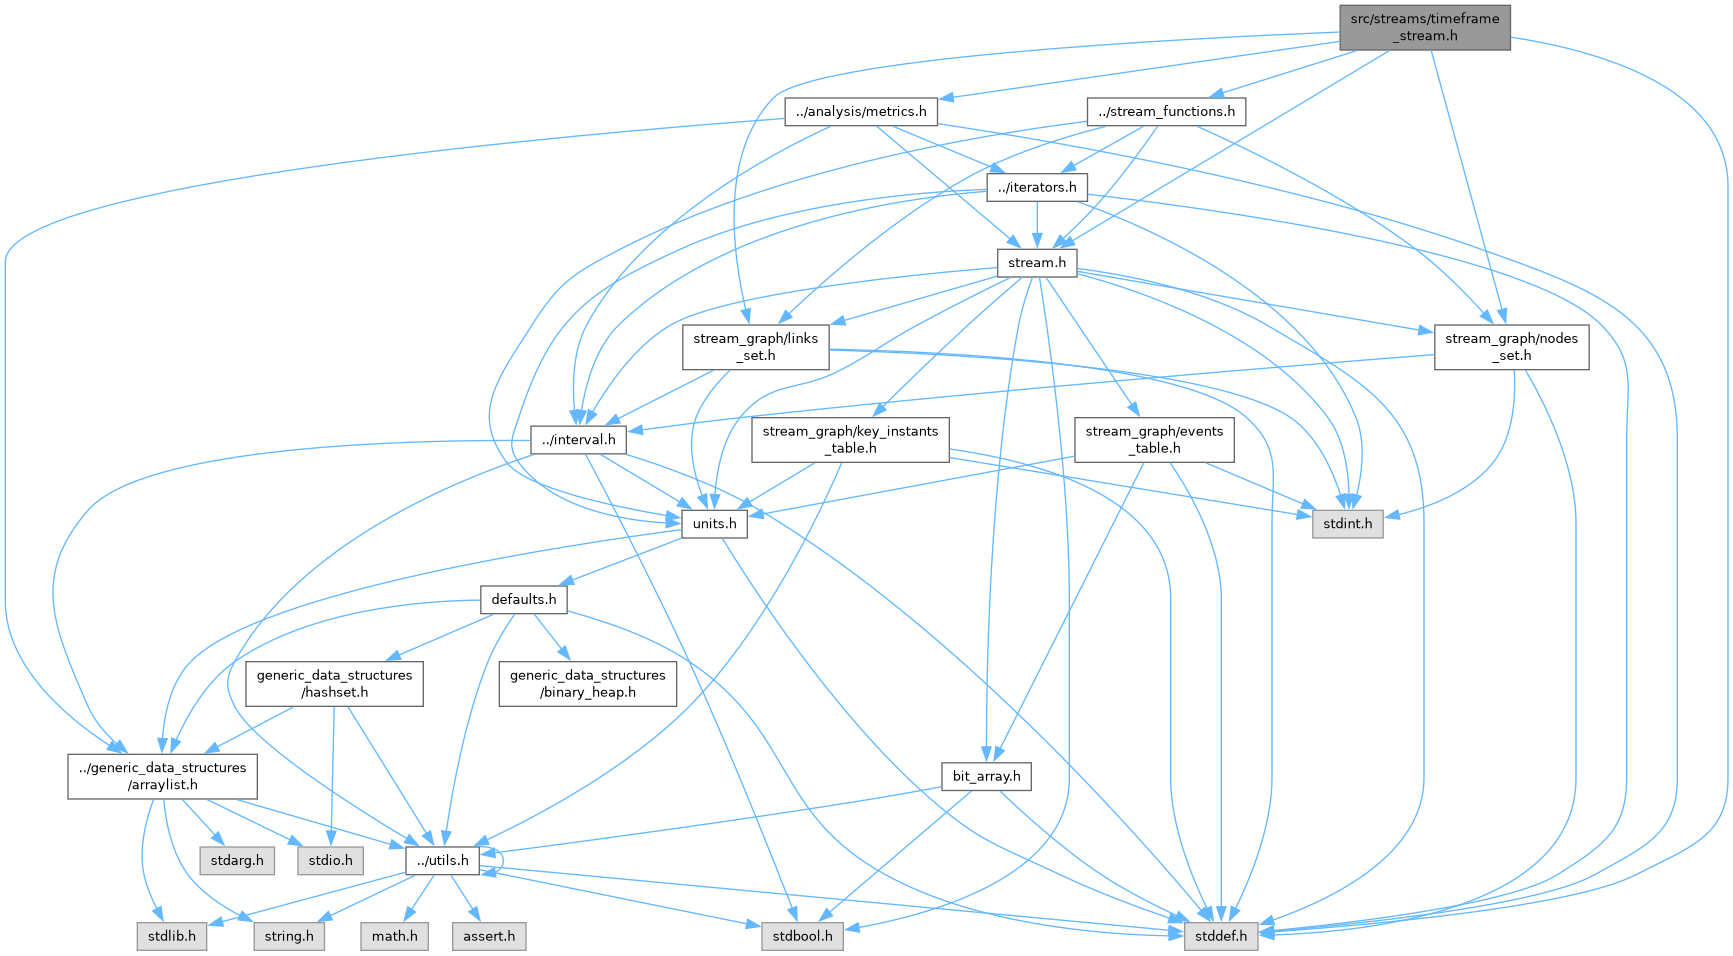 src/streams/timeframe
_stream.h
../analysis/metrics.h
../stream_functions.h
../iterators.h
stream.h
stream_graph/links
_set.h
stream_graph/nodes
_set.h
../interval.h
stream_graph/key_instants
_table.h
stream_graph/events
_table.h
units.h
stdint.h
defaults.h
generic_data_structures
/hashset.h
generic_data_structures
/binary_heap.h
../generic_data_structures
/arraylist.h
bit_array.h
stdarg.h
stdio.h
../utils.h
stdlib.h
string.h
math.h
assert.h
stdbool.h
stddef.h